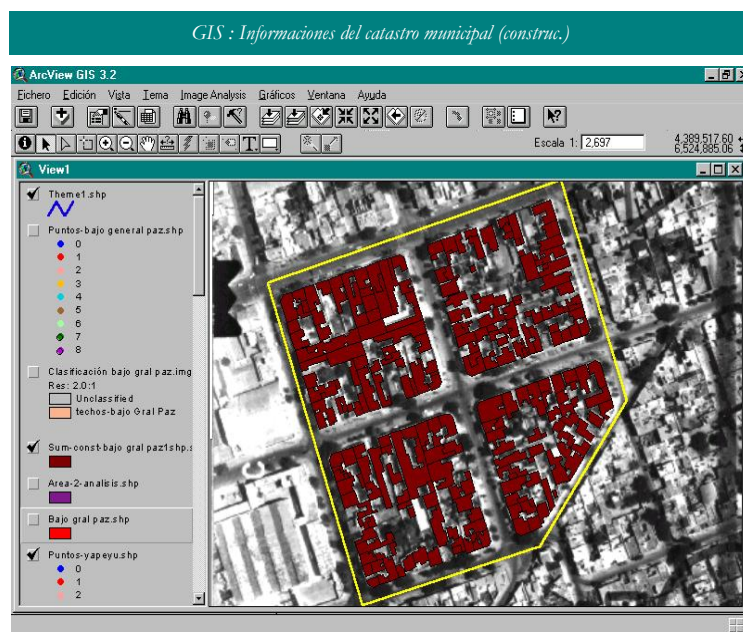 GIS : Informaciones del catastro municipal (construc.)
ArcView GIS 3.2
Fichero Edición Vista Tema Image Analysis Gráficos Ventana Ayuda
Escala 1: 2,697
4,389,517.60
6,524,885.06
View1
Theme1.shp
Puntos-bajo general paz.shp
0
1
2
3
4
5
6
7
8
Clasificación bajo gral paz.img
Res: 2.0:1
Unclassified
techos-bajo Gral Paz
Sum-const-bajo gral paz1shp.s
Area-2-analisis.shp
Bajo gral paz.shp
Puntos-yapeyu.shp
0
1
2